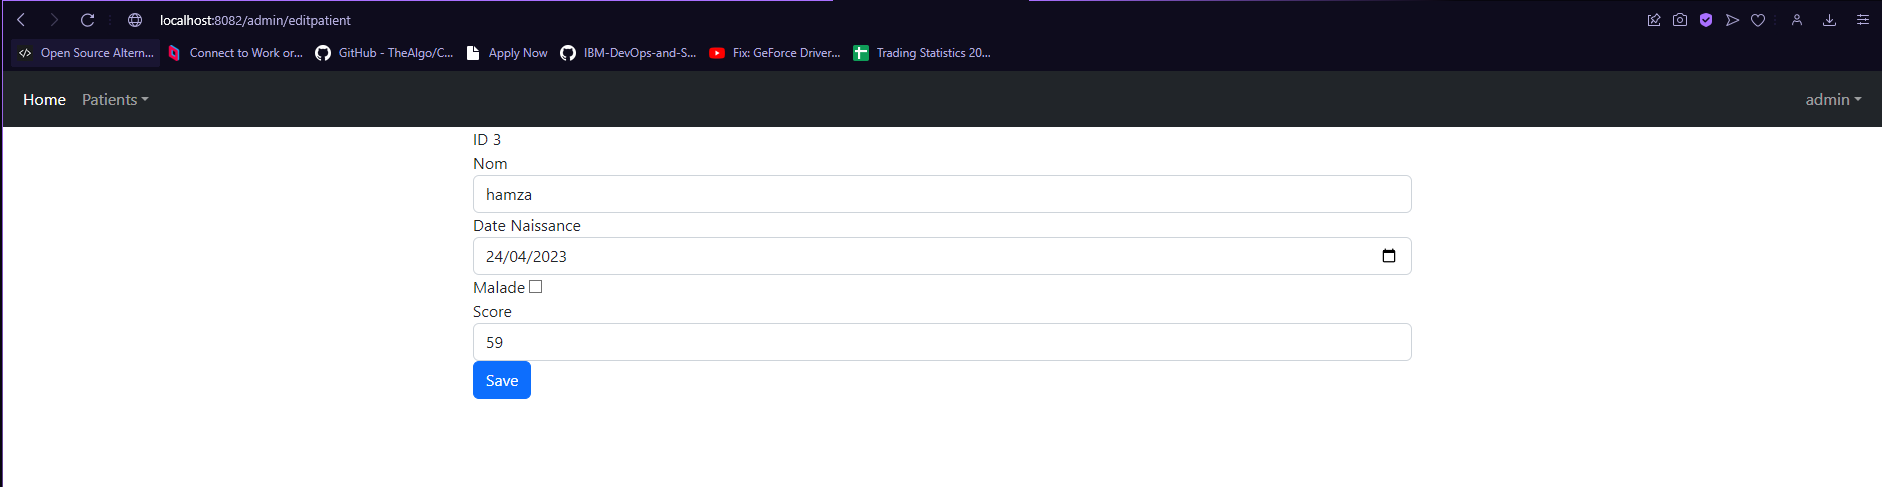 localhost:8082/admin/editpatient
Open Source Altern... Connect to Work or... GitHub - TheAlgo/C... Apply Now IBM-DevOps-and-S... Fix: GeForce Driver... Trading Statistics 20...
Home Patients admin
ID 3
Nom
hamza
Date Naissance
24/04/2023
Malade
Score
59
Save